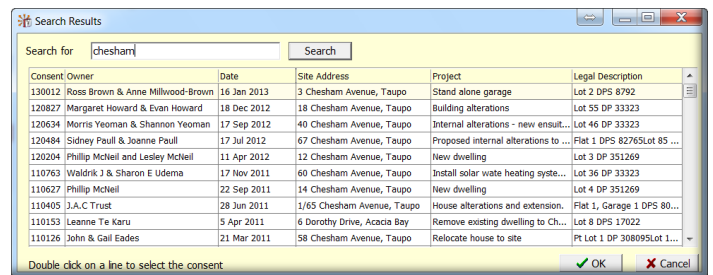 Search Results
Search for chesham Search
Consent Owner Date Site Address Project Legal Description
130012 Ross Brown & Anne Millwood-Brown 16 Jan 2013 3 Chesham Avenue, Taupo Stand alone garage Lot 2 DPS 8792
120827 Margaret Howard & Evan Howard 18 Dec 2012 18 Chesham Avenue, Taupo Building alterations Lot 55 DP 33323
120634 Morris Yeoman & Shannon Yeoman 17 Sep 2012 40 Chesham Avenue, Taupo Internal alterations - new ensuit... Lot 46 DP 33323
120484 Sidney Paull & Joanne Paull 17 Jul 2012 67 Chesham Avenue, Taupo Proposed internal alterations to ... Flat 1 DPS 82765Lot 85 ...
120204 Phillip McNeil and Lesley McNeil 11 Apr 2012 12 Chesham Avenue, Taupo New dwelling Lot 3 DP 351269
110763 Waldrik J & Sharon E Udema 17 Nov 2011 60 Chesham Avenue, Taupo Install solar wate heating syste... Lot 36 DP 33323
110627 Phillip McNeil 22 Sep 2011 14 Chesham Avenue, Taupo New dwelling Lot 4 DP 351269
110405 J.A.C Trust 28 Jun 2011 1/65 Chesham Avenue, Taupo House alterations and extension. Flat 1, Garage 1 DPS 80...
110153 Leanne Te Karu 5 Apr 2011 6 Dorothy Drive, Acacia Bay Remove existing dwelling to Ch... Lot 8 DPS 17022
110126 John & Gail Eades 21 Mar 2011 58 Chesham Avenue, Taupo Relocate house to site Pt Lot 1 DP 308095Lot 1...
Double click on a line to select the consent OK Cancel